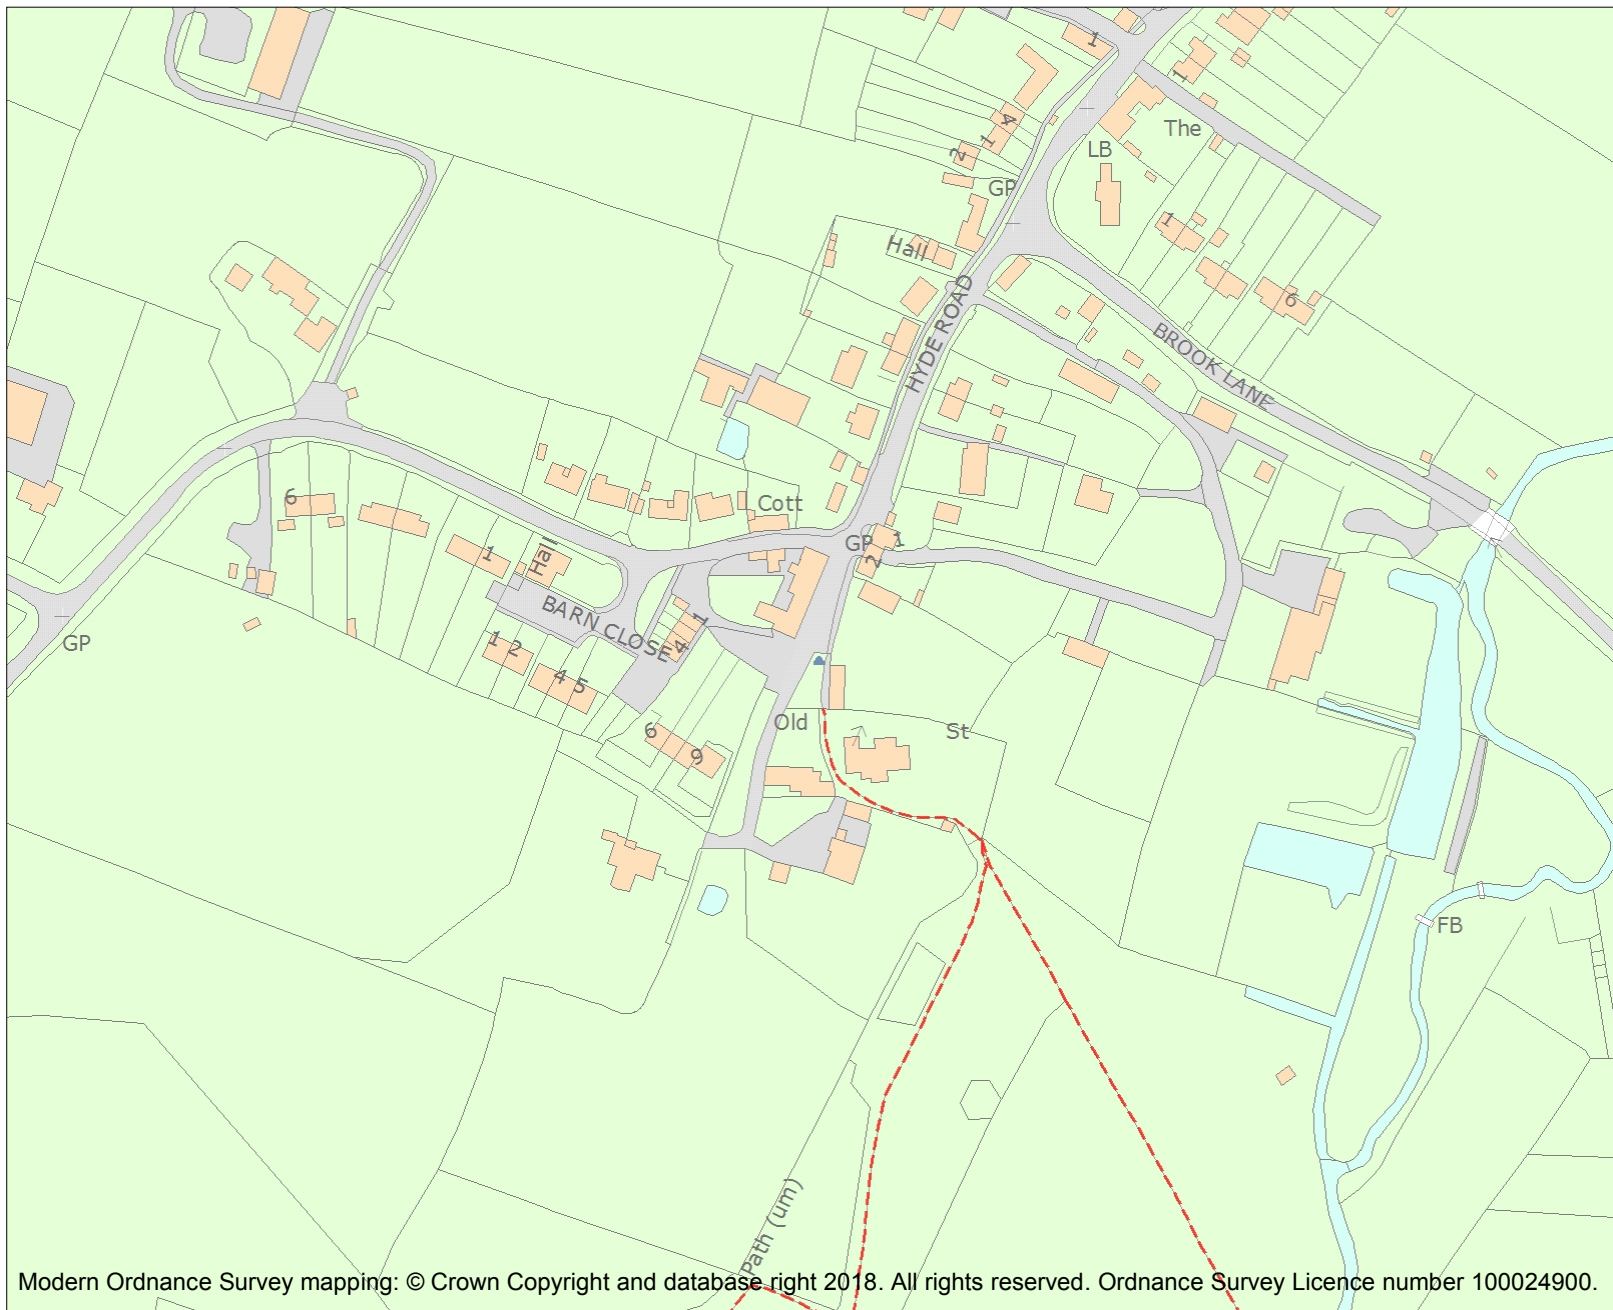 1
1
4
1
2
The
LB
GP
1
Hall
6
HYDE ROAD
BROOK LANE
6
Cott
GP
1
2
1
Hall
BARN CLOSE
1
4
1 2
4 5
GP
6
9
Old
St
FB
Path (um)
Modern Ordnance Survey mapping: © Crown Copyright and database right 2018. All rights reserved. Ordnance Survey Licence number 100024900.